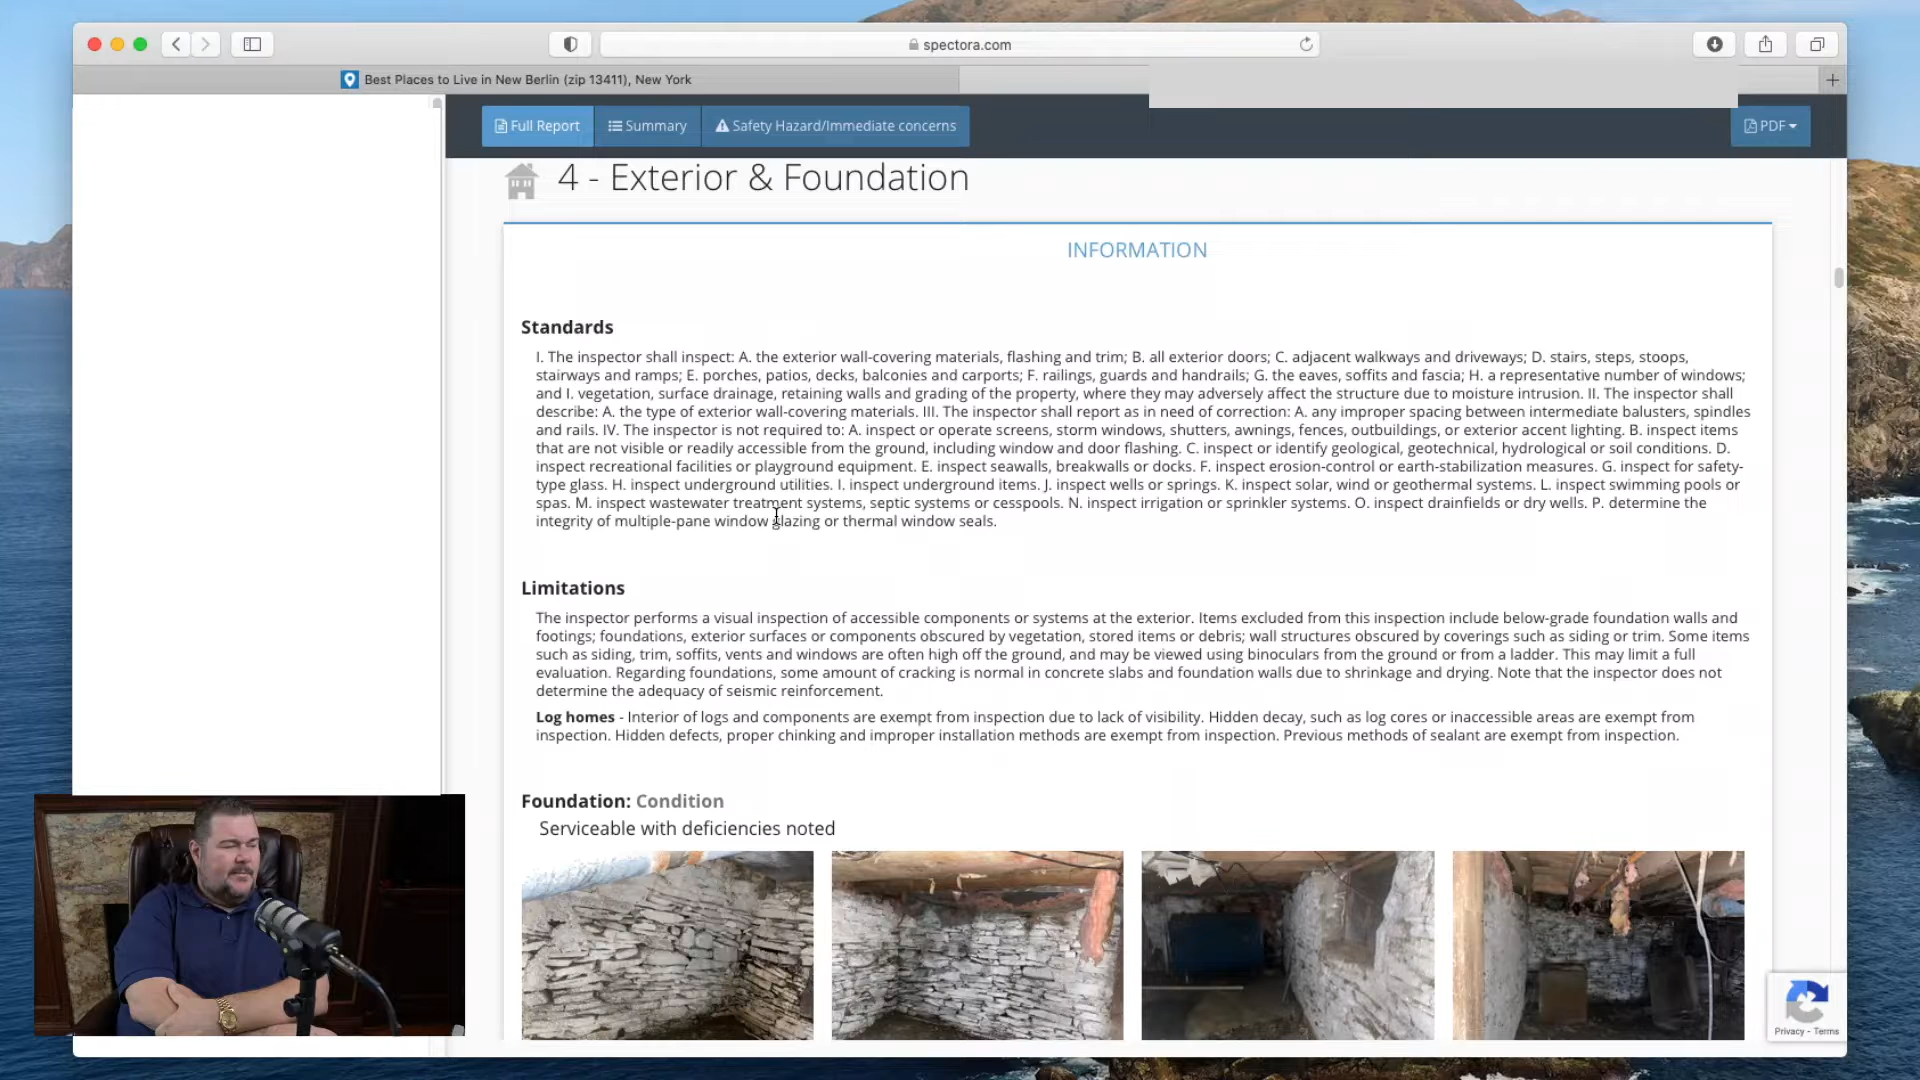 spectora.com
Best Places to Live in New Berlin (zip 13411), New York
Full Report
Summary
Safety Hazard/Immediate concerns
PDF
4 - Exterior & Foundation
INFORMATION
Standards
I. The inspector shall inspect: A. the exterior wall-covering materials, flashing and trim; B. all exterior doors; C. adjacent walkways and driveways; D. stairs, steps, stoops,
stairways and ramps; E. porches, patios, decks, balconies and carports; F. railings, guards and handrails; G. the eaves, soffits and fascia; H. a representative number of windows;
and I. vegetation, surface drainage, retaining walls and grading of the property, where they may adversely affect the structure due to moisture intrusion. II. The inspector shall
describe: A. the type of exterior wall-covering materials. III. The inspector shall report as in need of correction: A. any improper spacing between intermediate balusters, spindles
and rails. IV. The inspector is not required to: A. inspect or operate screens, storm windows, shutters, awnings, fences, outbuildings, or exterior accent lighting. B. inspect items
that are not visible or readily accessible from the ground, including window and door flashing. C. inspect or identify geological, geotechnical, hydrological or soil conditions. D.
inspect recreational facilities or playground equipment. E. inspect seawalls, breakwalls or docks. F. inspect erosion-control or earth-stabilization measures. G. inspect for safety-
type glass. H. inspect underground utilities. I. inspect underground items. J. inspect wells or springs. K. inspect solar, wind or geothermal systems. L. inspect swimming pools or
spas. M. inspect wastewater treatment systems, septic systems or cesspools. N. inspect irrigation or sprinkler systems. O. inspect drainfields or dry wells. P. determine the
integrity of multiple-pane window glazing or thermal window seals.
Limitations
The inspector performs a visual inspection of accessible components or systems at the exterior. Items excluded from this inspection include below-grade foundation walls and
footings; foundations, exterior surfaces or components obscured by vegetation, stored items or debris; wall structures obscured by coverings such as siding or trim. Some items
such as siding, trim, soffits, vents and windows are often high off the ground, and may be viewed using binoculars from the ground or from a ladder. This may limit a full
evaluation. Regarding foundations, some amount of cracking is normal in concrete slabs and foundation walls due to shrinkage and drying. Note that the inspector does not
determine the adequacy of seismic reinforcement.
Log homes - Interior of logs and components are exempt from inspection due to lack of visibility. Hidden decay, such as log cores or inaccessible areas are exempt from
inspection. Hidden defects, proper chinking and improper installation methods are exempt from inspection. Previous methods of sealant are exempt from inspection.
Foundation: Condition
Serviceable with deficiencies noted
Privacy - Terms